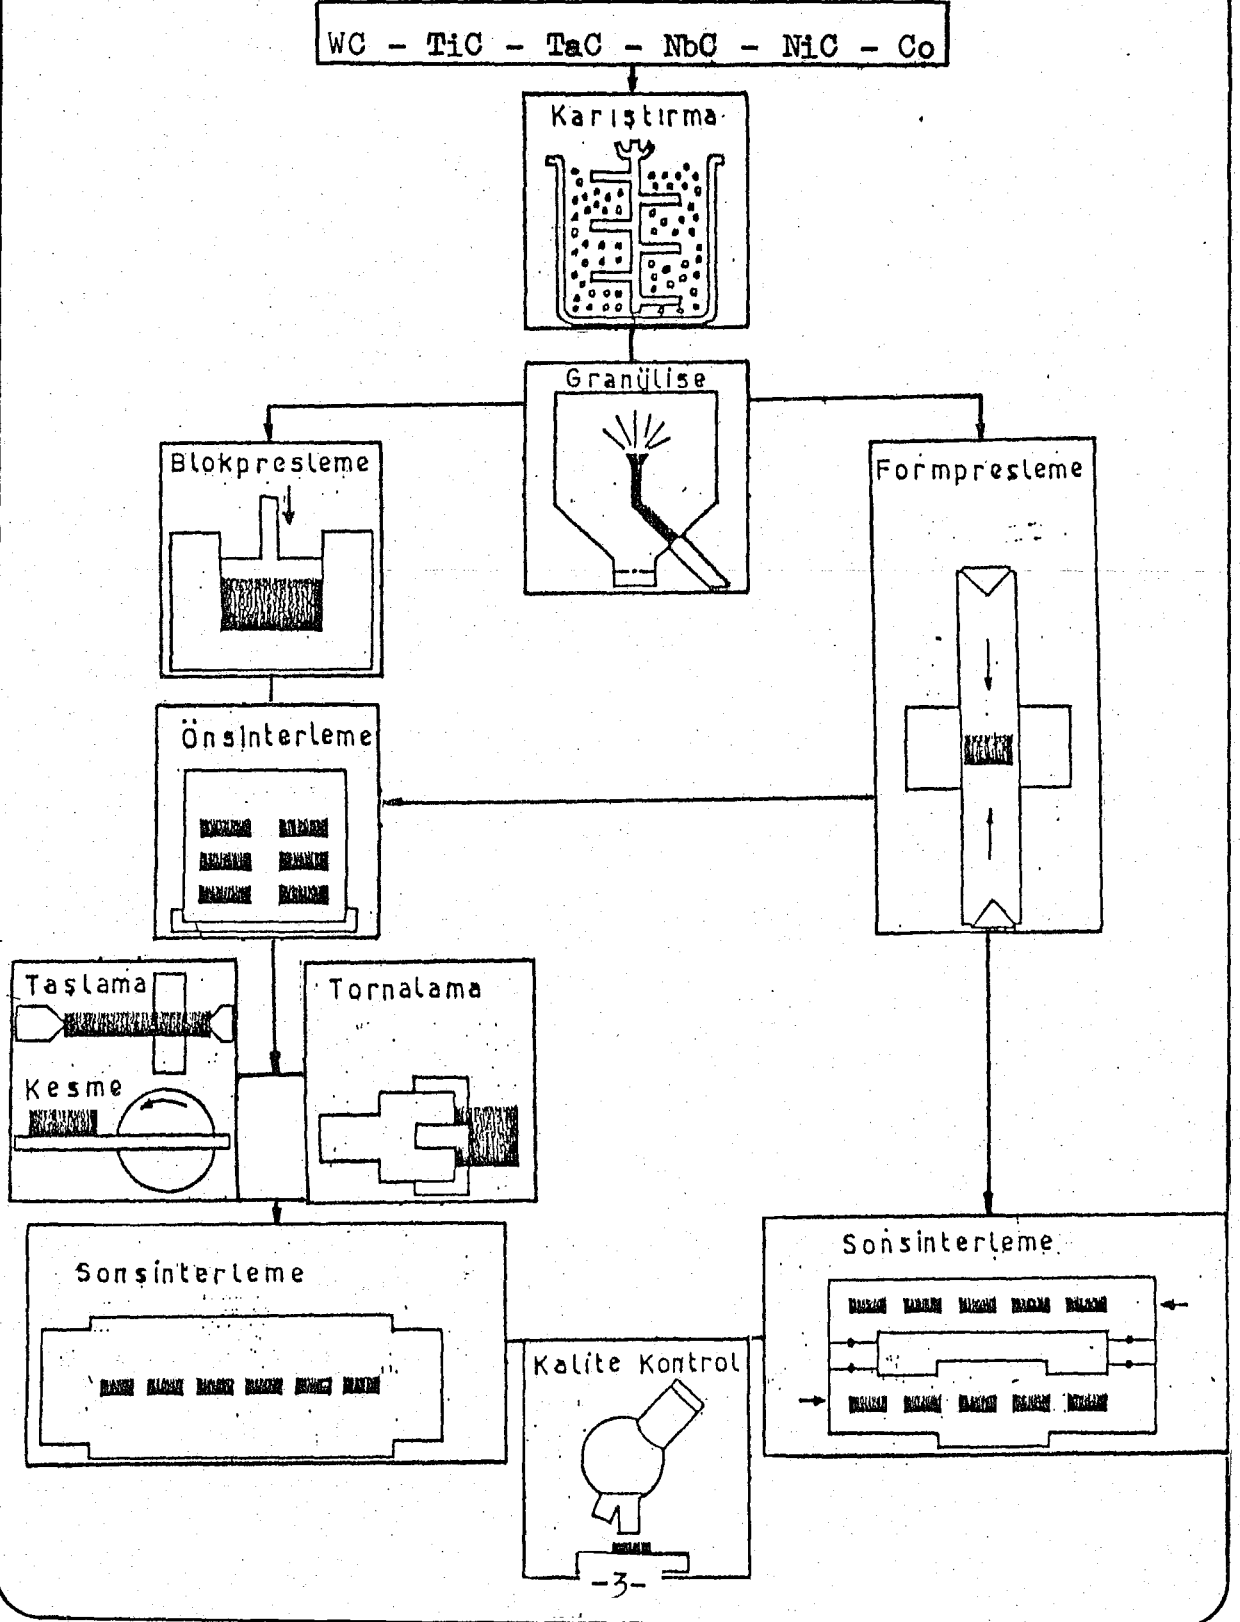 WC - TiC - TaC - NbC - NiC - Co
Karıştırma
Granülise
Blokpresleme
Formpresleme
Önsinterleme
Taşlama
Tornalama
Kesme
Sonsinterleme
Sonsinterleme
Kalite Kontrol
-3-